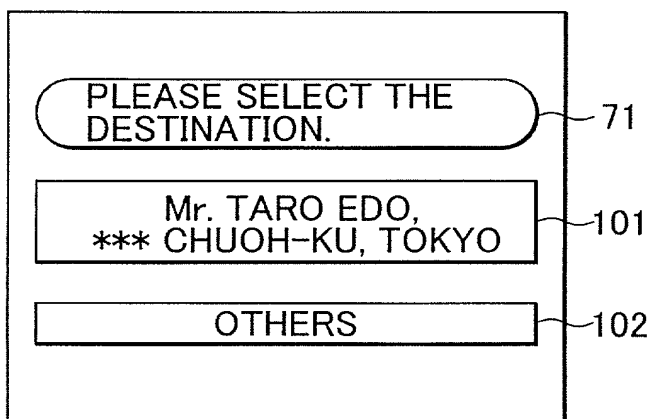 PLEASE SELECT THE
DESTINATION.
71
Mr. TARO EDO,
*** CHUOH-KU, TOKYO
101
OTHERS
102